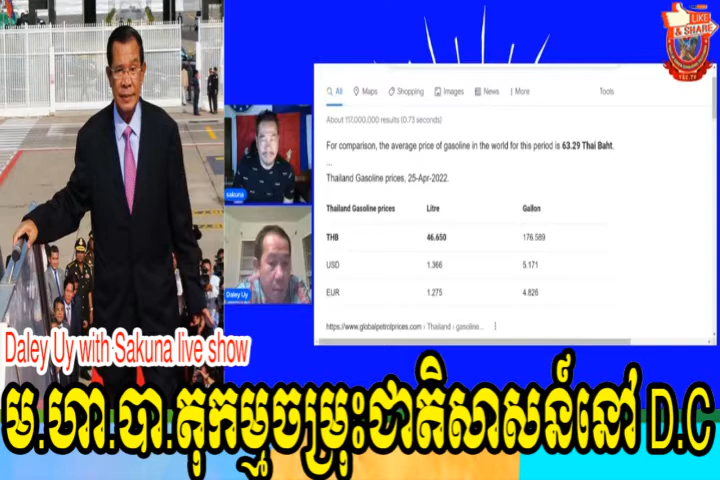 LIKE
& SHARE
All Maps Shopping Images News More Tools
About 117,000,000 results (0.73 seconds)
For comparison, the average price of gasoline in the world for this period is 63.29 Thai Baht.
...
Thailand Gasoline prices, 25-Apr-2022.
Thailand Gasoline prices Litre Gallon
THB 46.650 176.589
USD 1.366 5.171
EUR 1.275 4.826
https://www.globalpetrolprices.com › Thailand › gasoline...
sakuna
Daley Uy
Daley Uy with Sakuna live show
ម.ហា.បា.តុកម្មចម្រុះជាតិសាសន៍នៅ D.C